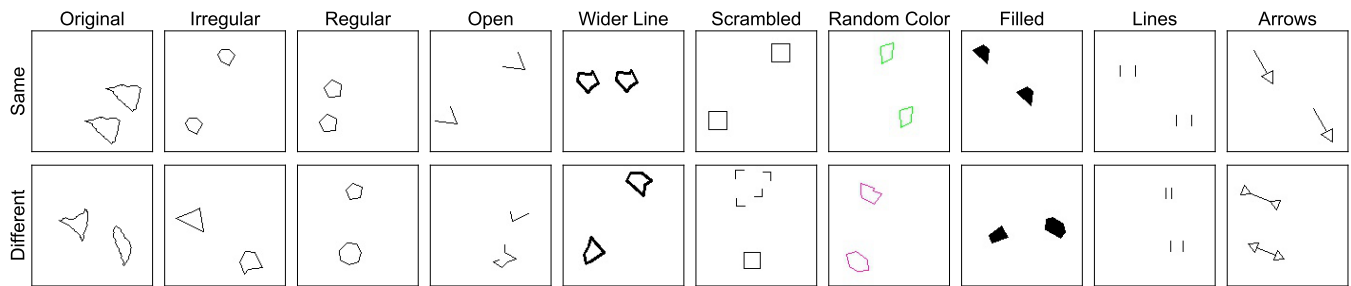 Original Irregular Regular Open Wider Line Scrambled Random Color Filled Lines Arrows
Same
Different